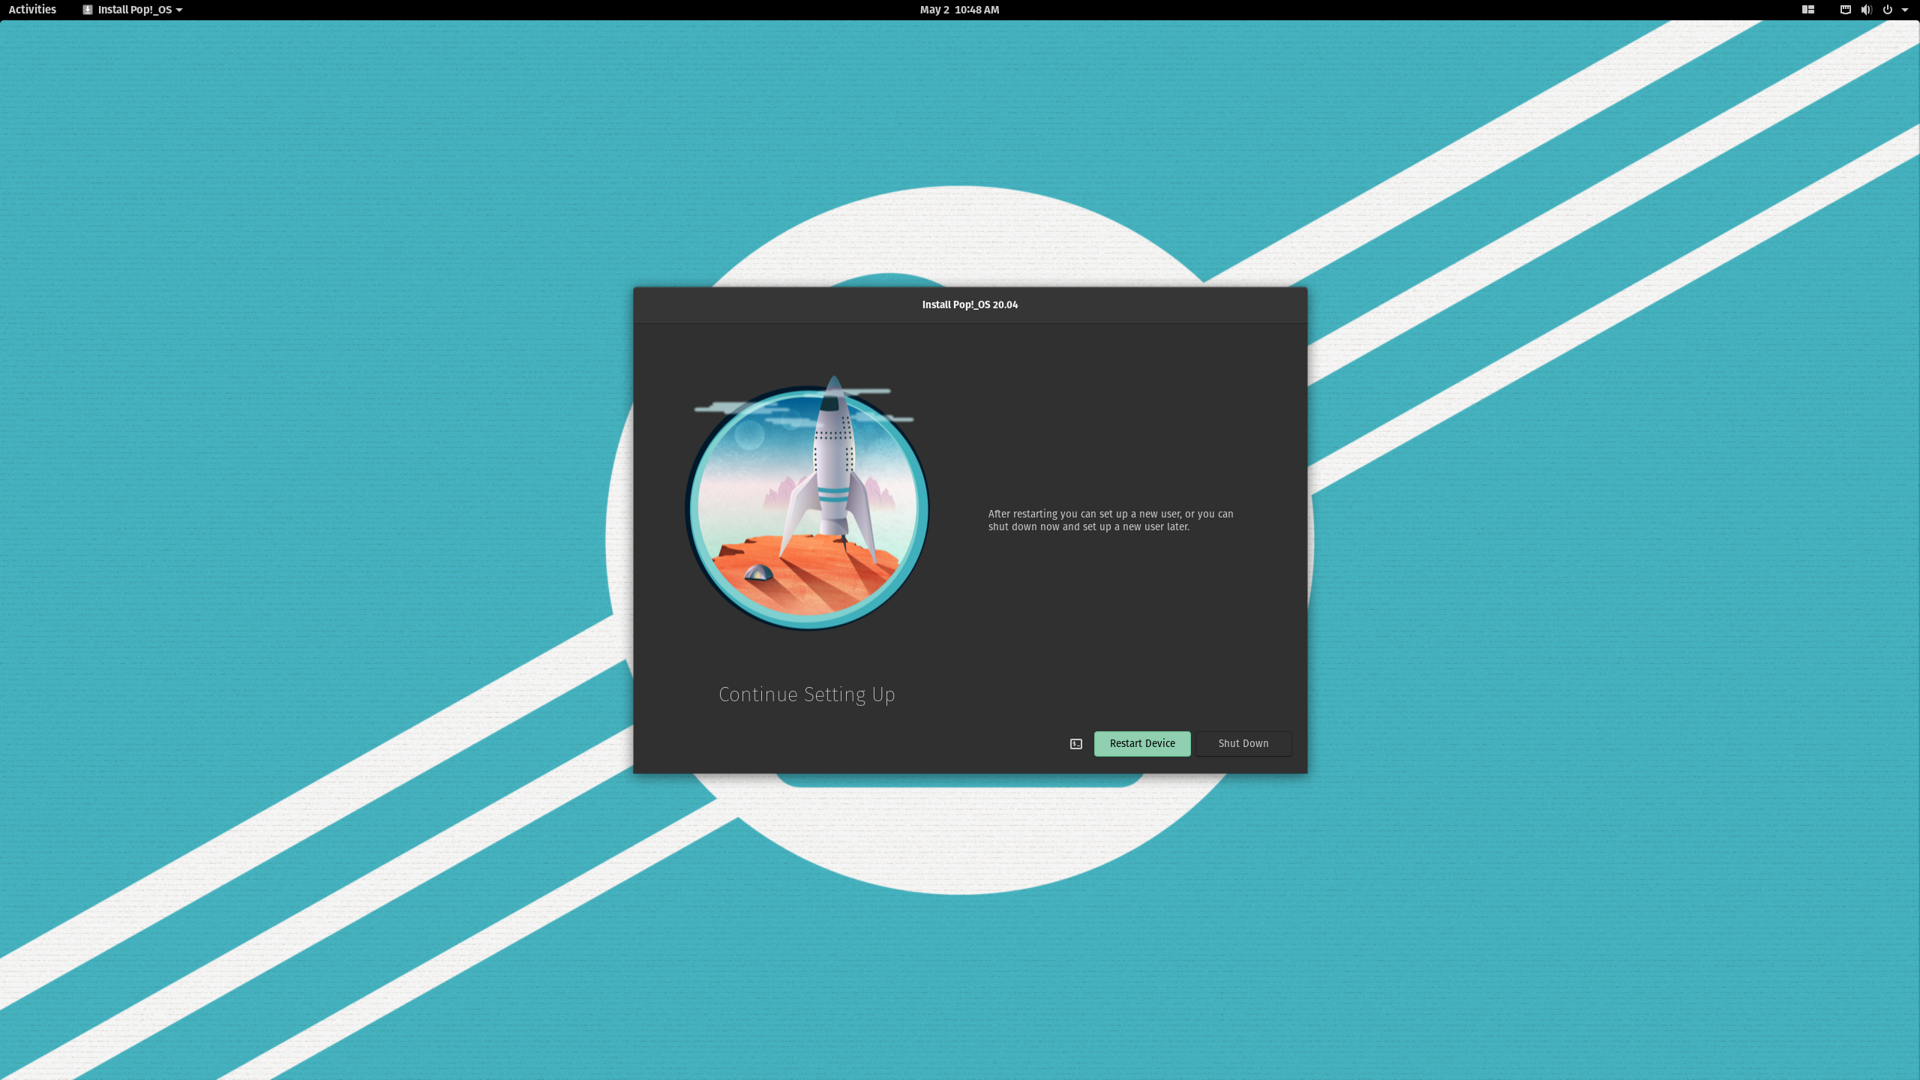 Activities
Install Pop!_OS
May 2 10:48 AM
Install Pop!_OS 20.04
After restarting you can set up a new user, or you can
shut down now and set up a new user later.
Continue Setting Up
Restart Device
Shut Down